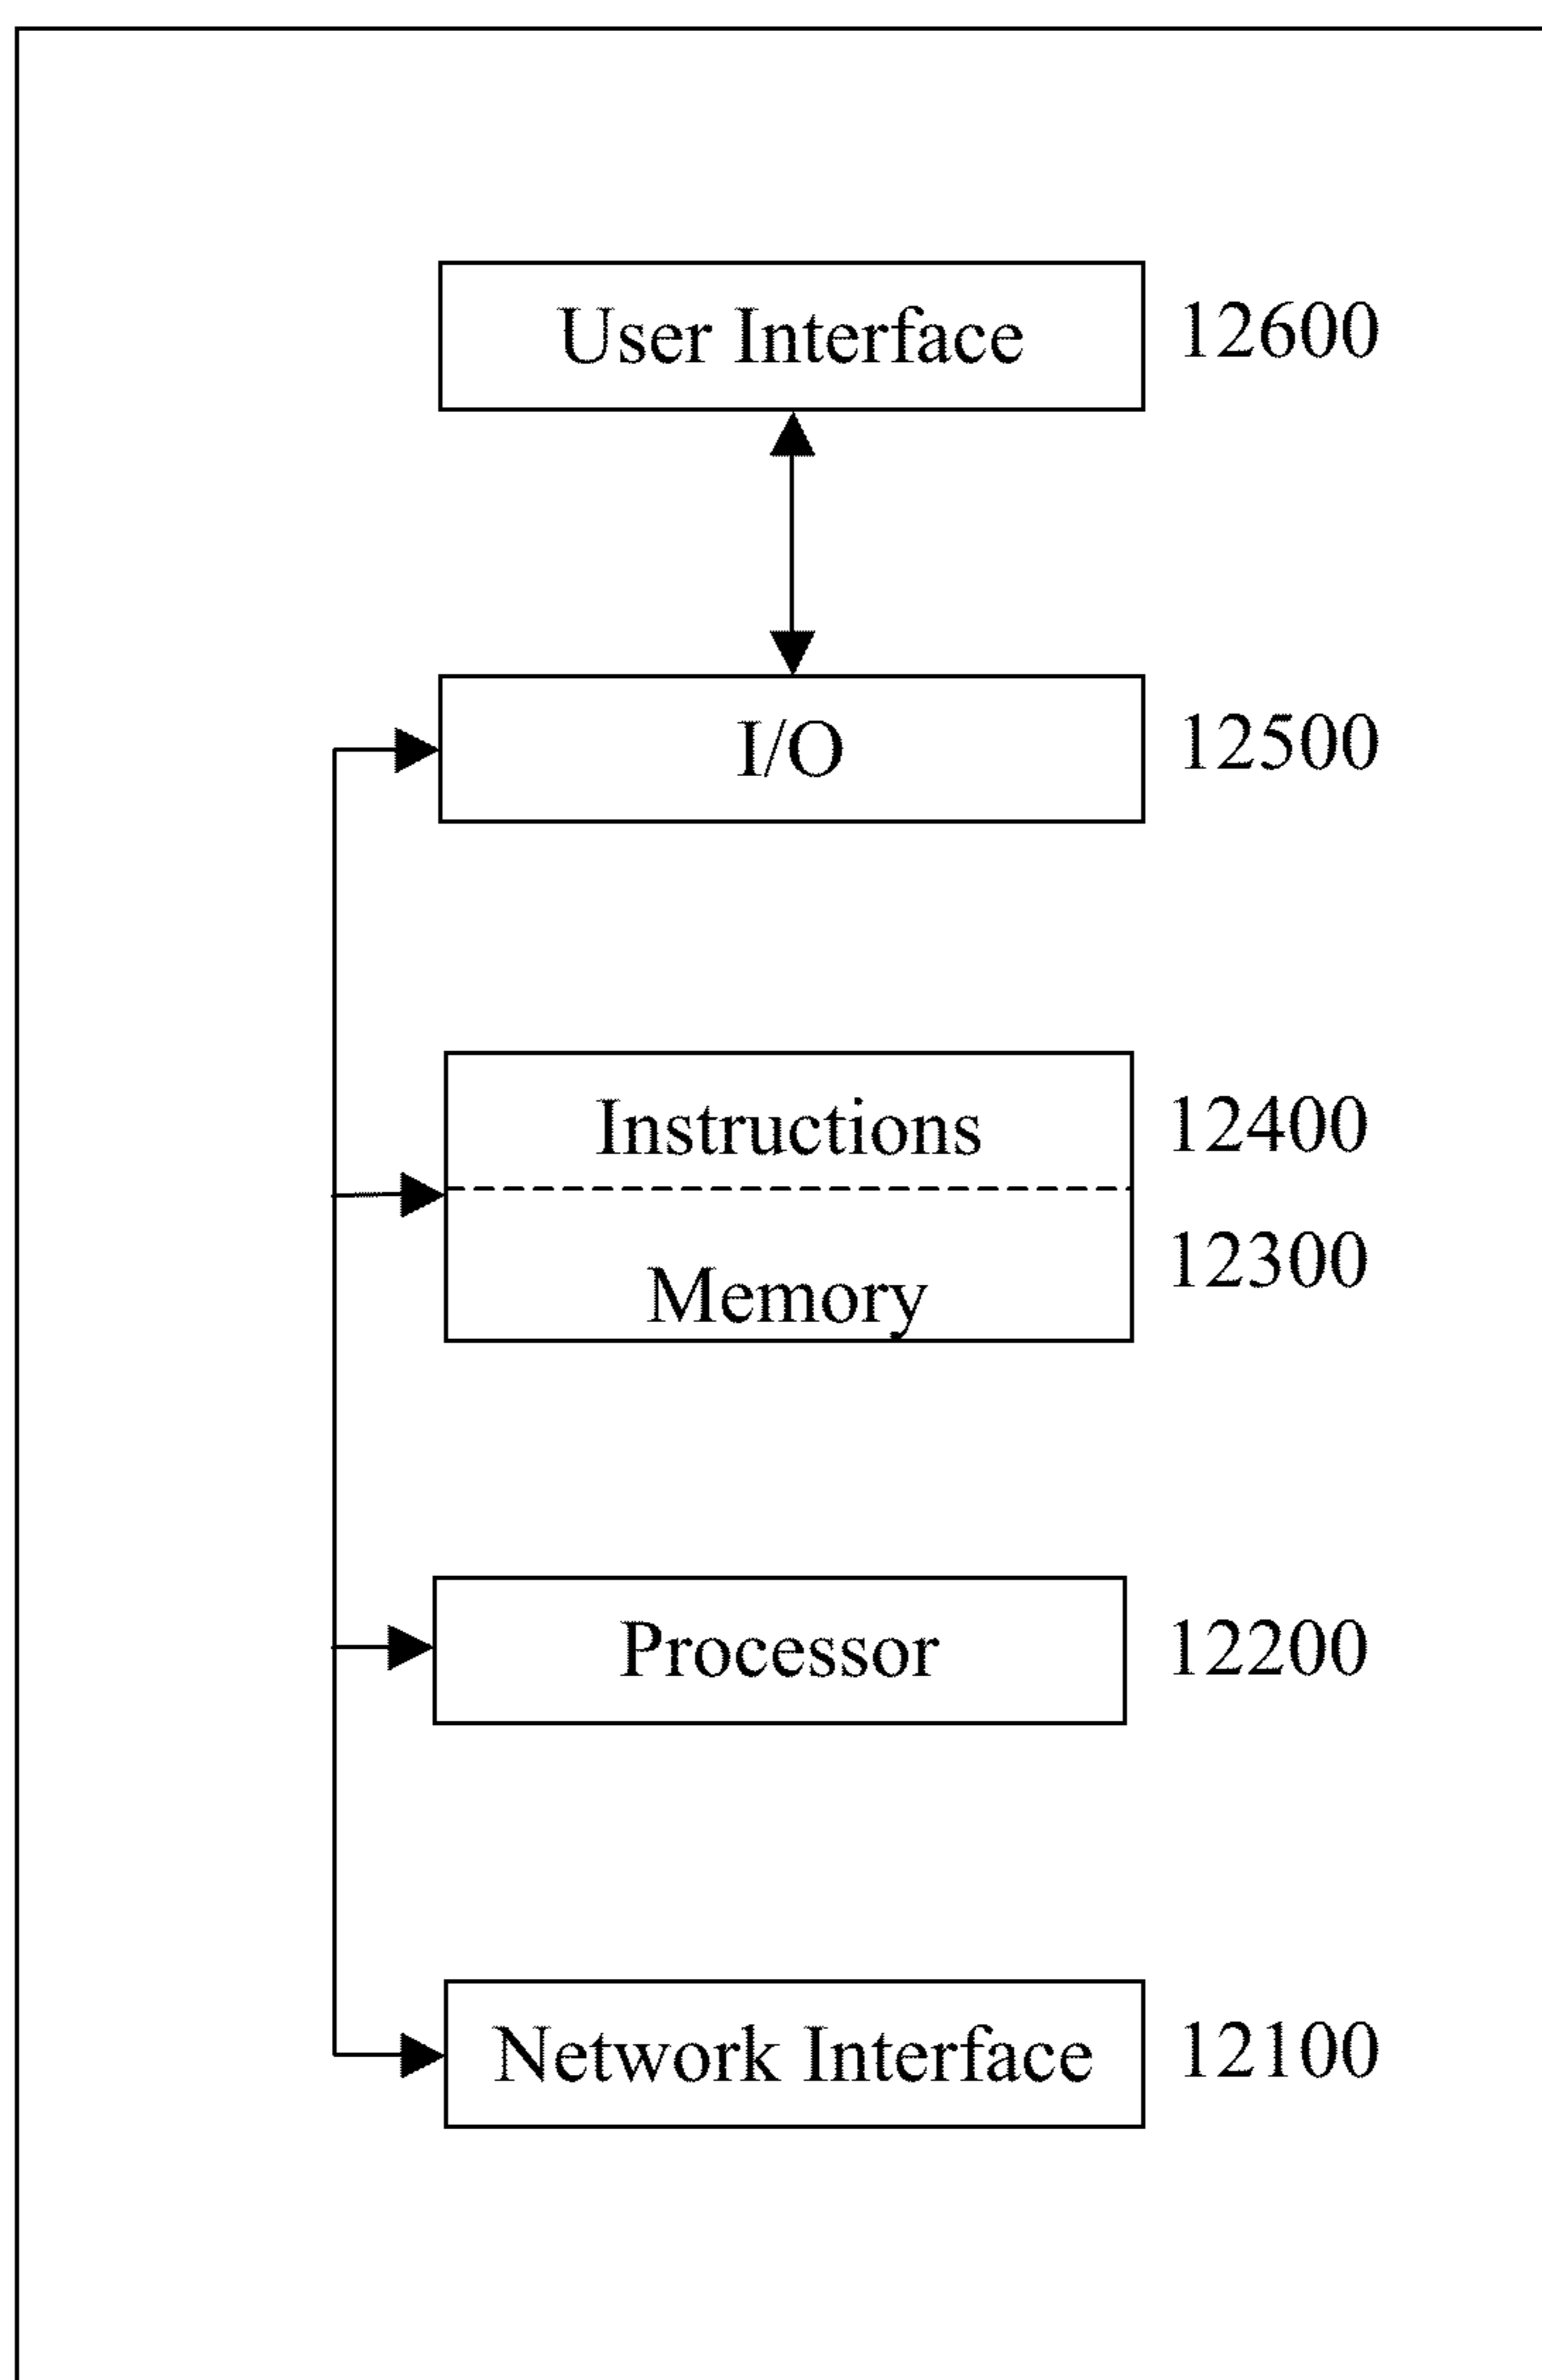 User Interface 12600
I/O 12500
Instructions 12400
Memory 12300
Processor 12200
Network Interface 12100